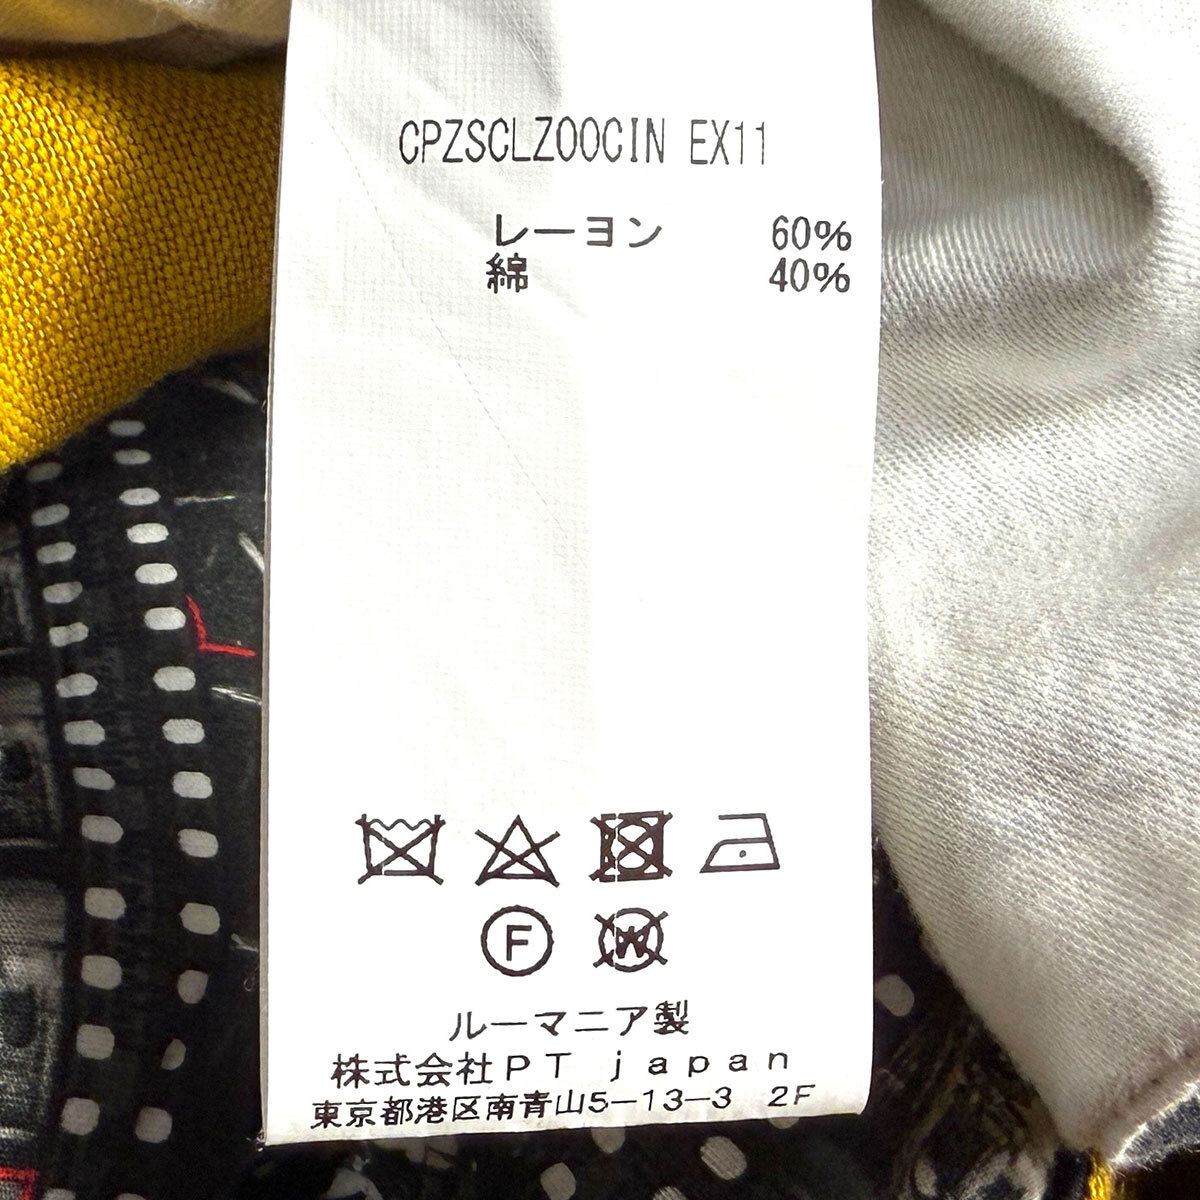 CPZSCLZ00CIN EX11
レーヨン 60%
綿 40%
F W
ルーマニア製
株式会社PT japan
東京都港区南青山5-13-3 2F